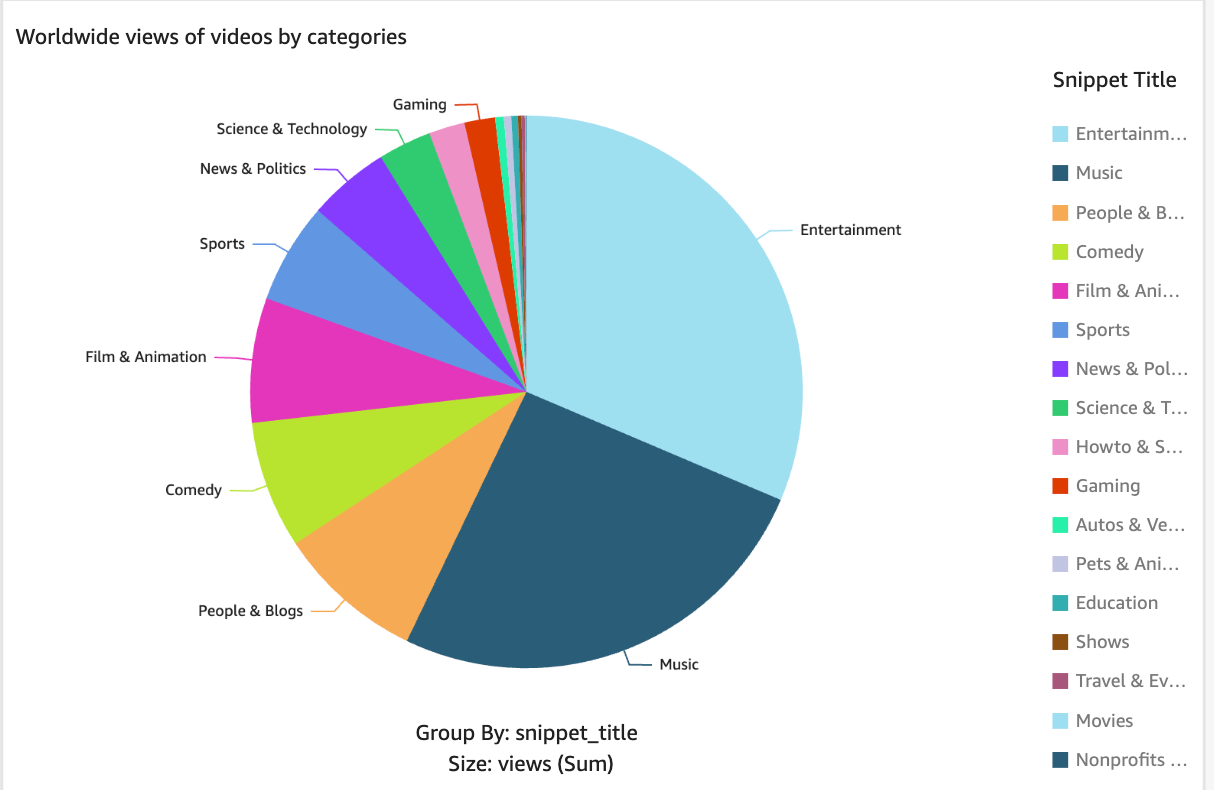 Worldwide views of videos by categories
Gaming
Science & Technology
News & Politics
Sports
Film & Animation
Comedy
People & Blogs
Music
Entertainment
Group By: snippet_title
Size: views (Sum)
Snippet Title
Entertainm...
Music
People & B...
Comedy
Film & Ani...
Sports
News & Pol...
Science & T...
Howto & S...
Gaming
Autos & Ve...
Pets & Ani...
Education
Shows
Travel & Ev...
Movies
Nonprofits ...